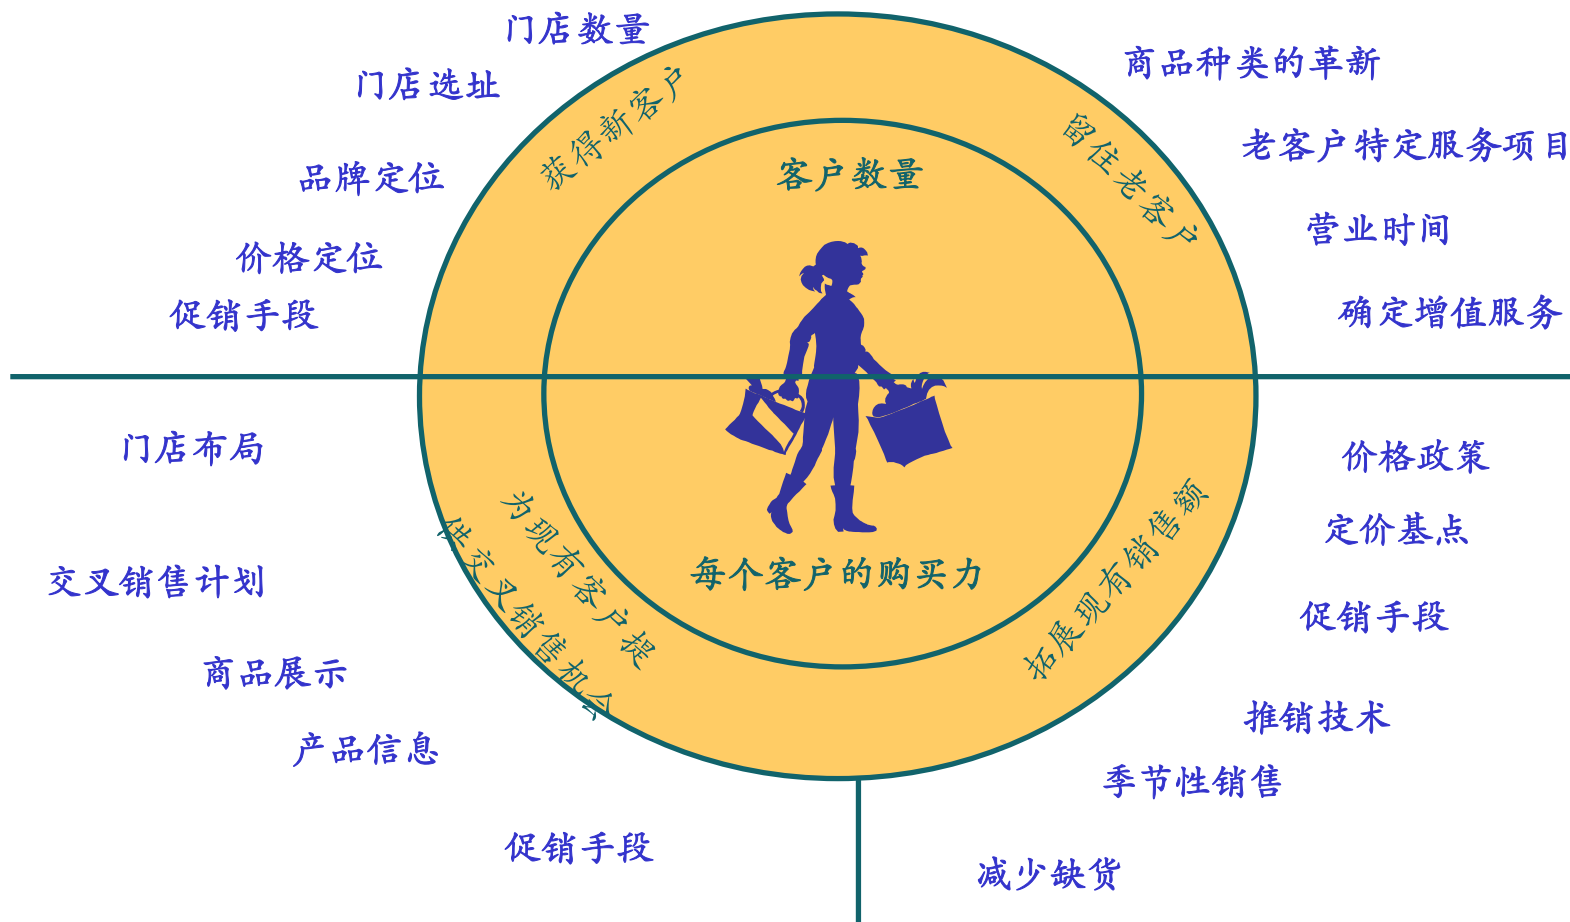 门店数量
门店选址
品牌定位
价格定位
促销手段
获得新客户
客户数量
留住老客户
商品种类的革新
老客户特定服务项目
营业时间
确定增值服务
门店布局
交叉销售计划
商品展示
产品信息
促销手段
为现有客户提
供交叉销售机会
每个客户的购买力
拓展现有销售额
价格政策
定价基点
促销手段
推销技术
季节性销售
减少缺货